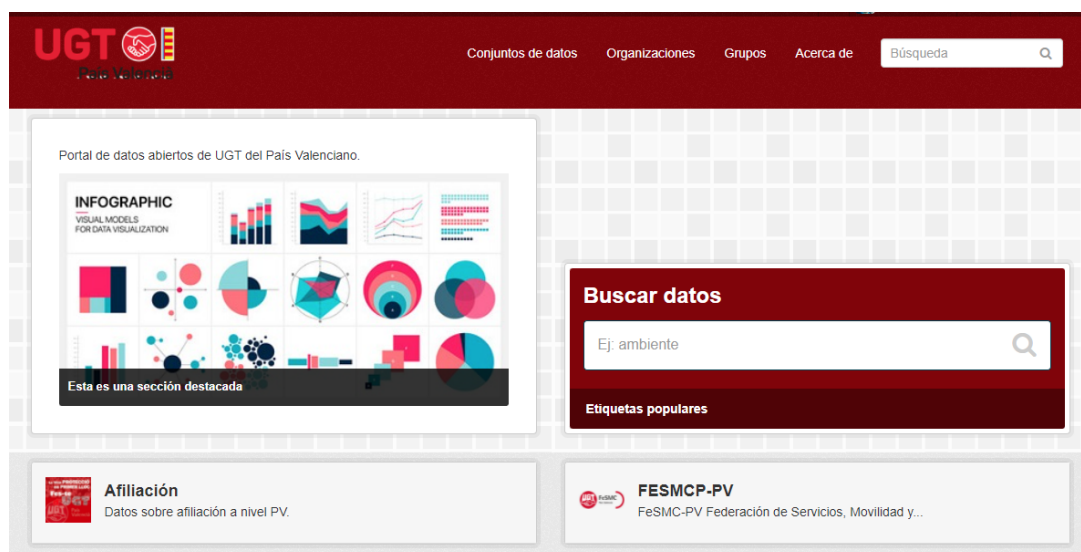 UGT
País Valencià
Conjuntos de datos
Organizaciones
Grupos
Acerca de
Búsqueda
Portal de datos abiertos de UGT del País Valenciano.
INFOGRAPHIC
VISUAL MODELS
FOR DATA VISUALIZATION
Esta es una sección destacada
Buscar datos
Ej: ambiente
Etiquetas populares
Afiliación
Datos sobre afiliación a nivel PV.
UGT
FeSMC
FESMCP-PV
FeSMC-PV Federación de Servicios, Movilidad y...